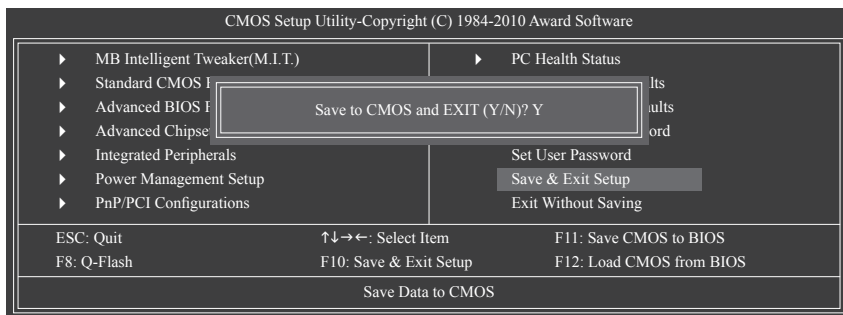 CMOS Setup Utility-Copyright (C) 1984-2010 Award Software
MB Intelligent Tweaker(M.I.T.)
Standard CMOS
Advanced BIOS
Advanced
Integrated Peripherals
Power Management Setup
PnP/PCI Configurations
PC Health Status
Set User Password
Save & Exit Setup
Exit Without Saving
Save to CMOS and EXIT (Y/N)? Y
ESC: Quit ↑↓→←: Select Item F11: Save CMOS to BIOS
F8: Q-Flash F10: Save & Exit Setup F12: Load CMOS from BIOS
Save Data to CMOS